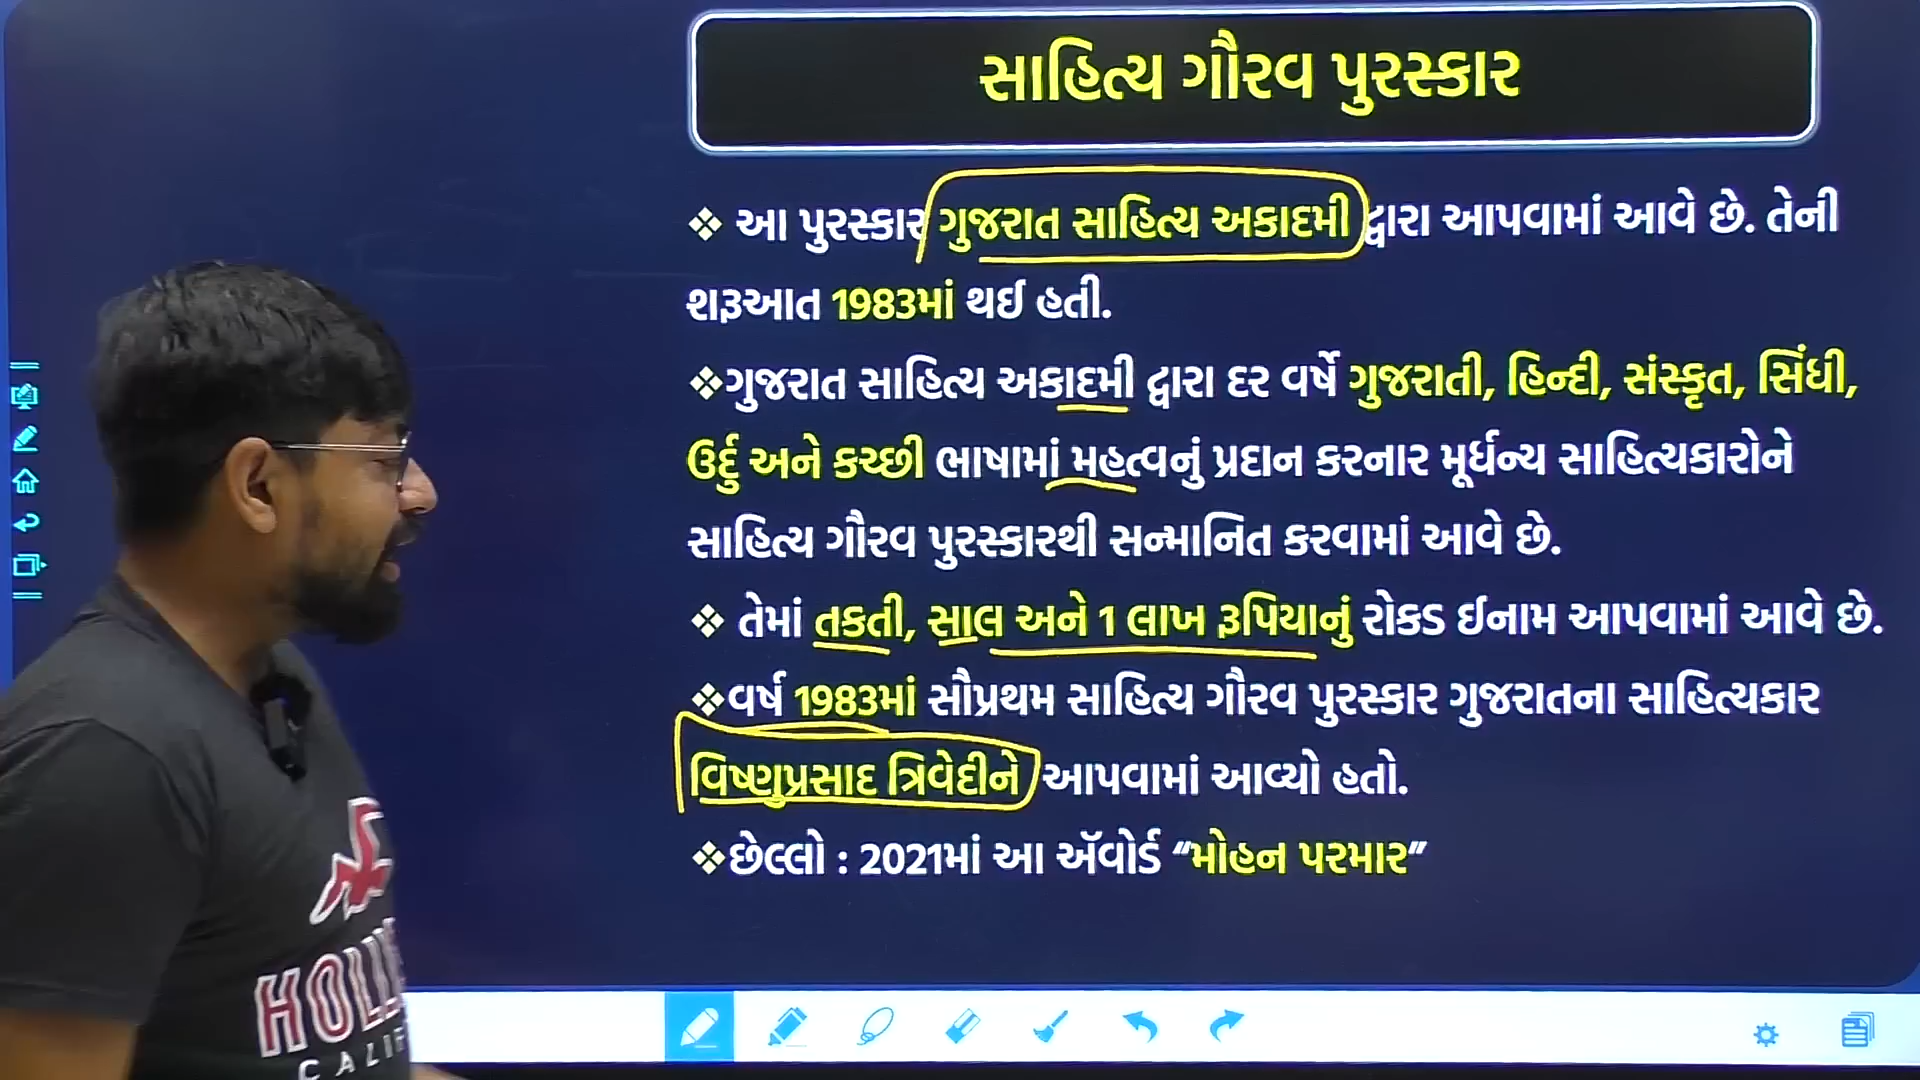 સાહિત્ય ગૌરવ પુરસ્કાર
❖ આ પુરસ્કાર ગુજરાત સાહિત્ય અકાદમી દ્વારા આપવામાં આવે છે. તેની
શરૂઆત 1983માં થઈ હતી.
❖ગુજરાત સાહિત્ય અકાદમી દ્વારા દર વર્ષે ગુજરાતી, હિન્દી, સંસ્કૃત, સિંધી,
ઉર્દુ અને કચ્છી ભાષામાં મહત્વનું પ્રદાન કરનાર મૂર્ધન્ય સાહિત્યકારોને
સાહિત્ય ગૌરવ પુરસ્કારથી સન્માનિત કરવામાં આવે છે.
❖ તેમાં તકતી, સાલ અને 1 લાખ રૂપિયાનું રોકડ ઈનામ આપવામાં આવે છે.
❖વર્ષ 1983માં સૌપ્રથમ સાહિત્ય ગૌરવ પુરસ્કાર ગુજરાતના સાહિત્યકાર
વિષ્ણુપ્રસાદ ત્રિવેદીને આપવામાં આવ્યો હતો.
❖છેલ્લો : 2021માં આ ઍવોર્ડ “મોહન પરમાર”